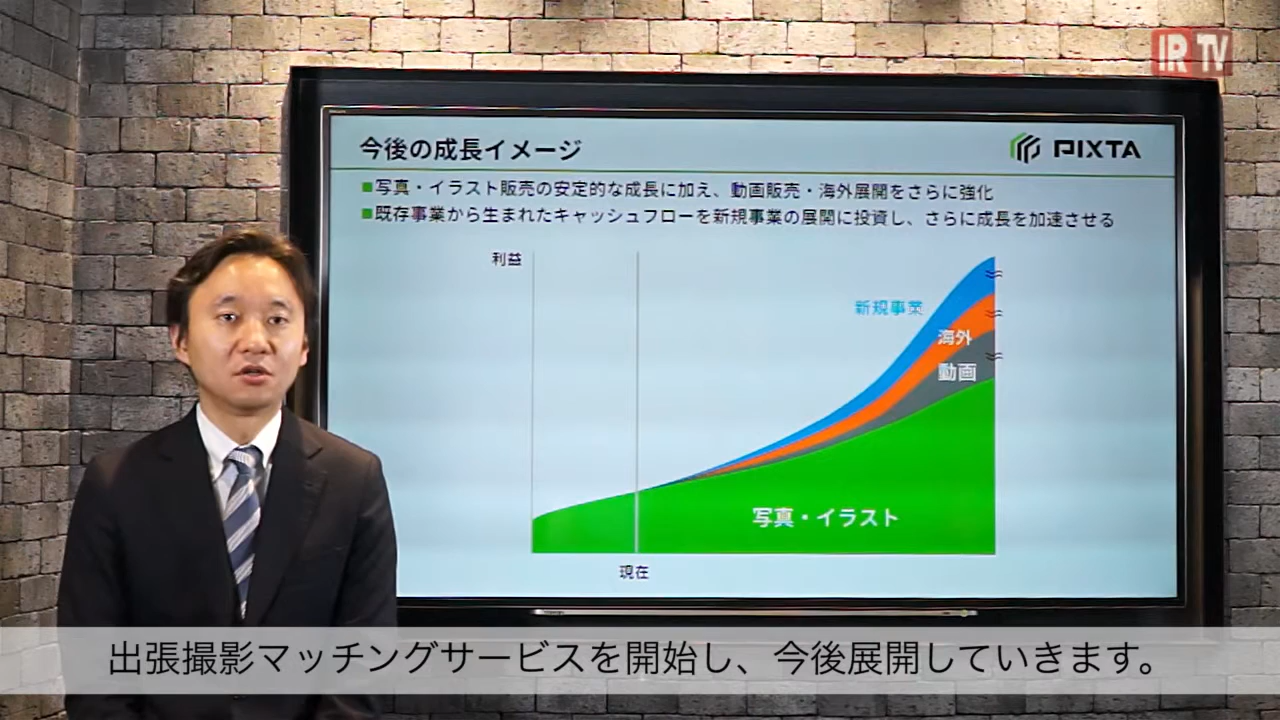 IR TV
今後の成長イメージ
PIXTA
■写真・イラスト販売の安定的な成長に加え、動画販売・海外展開をさらに強化
■既存事業から生まれたキャッシュフローを新規事業の展開に投資し、さらに成長を加速させる
利益
新規事業
海外
動画
写真・イラスト
現在
出張撮影マッチングサービスを開始し、今後展開していきます。